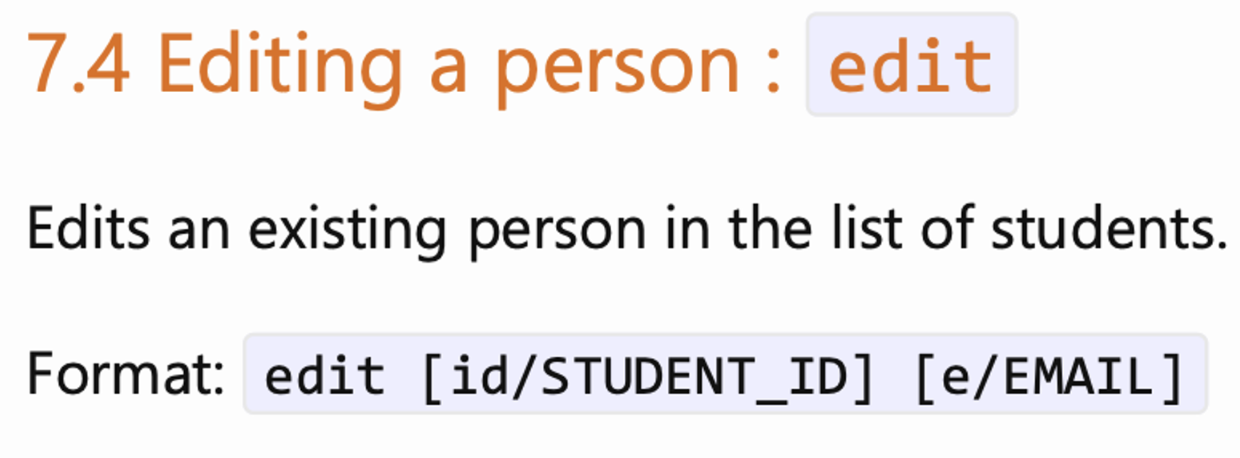 7.4 Editing a person : edit
Edits an existing person in the list of students.
Format: edit [id/STUDENT_ID] [e/EMAIL]